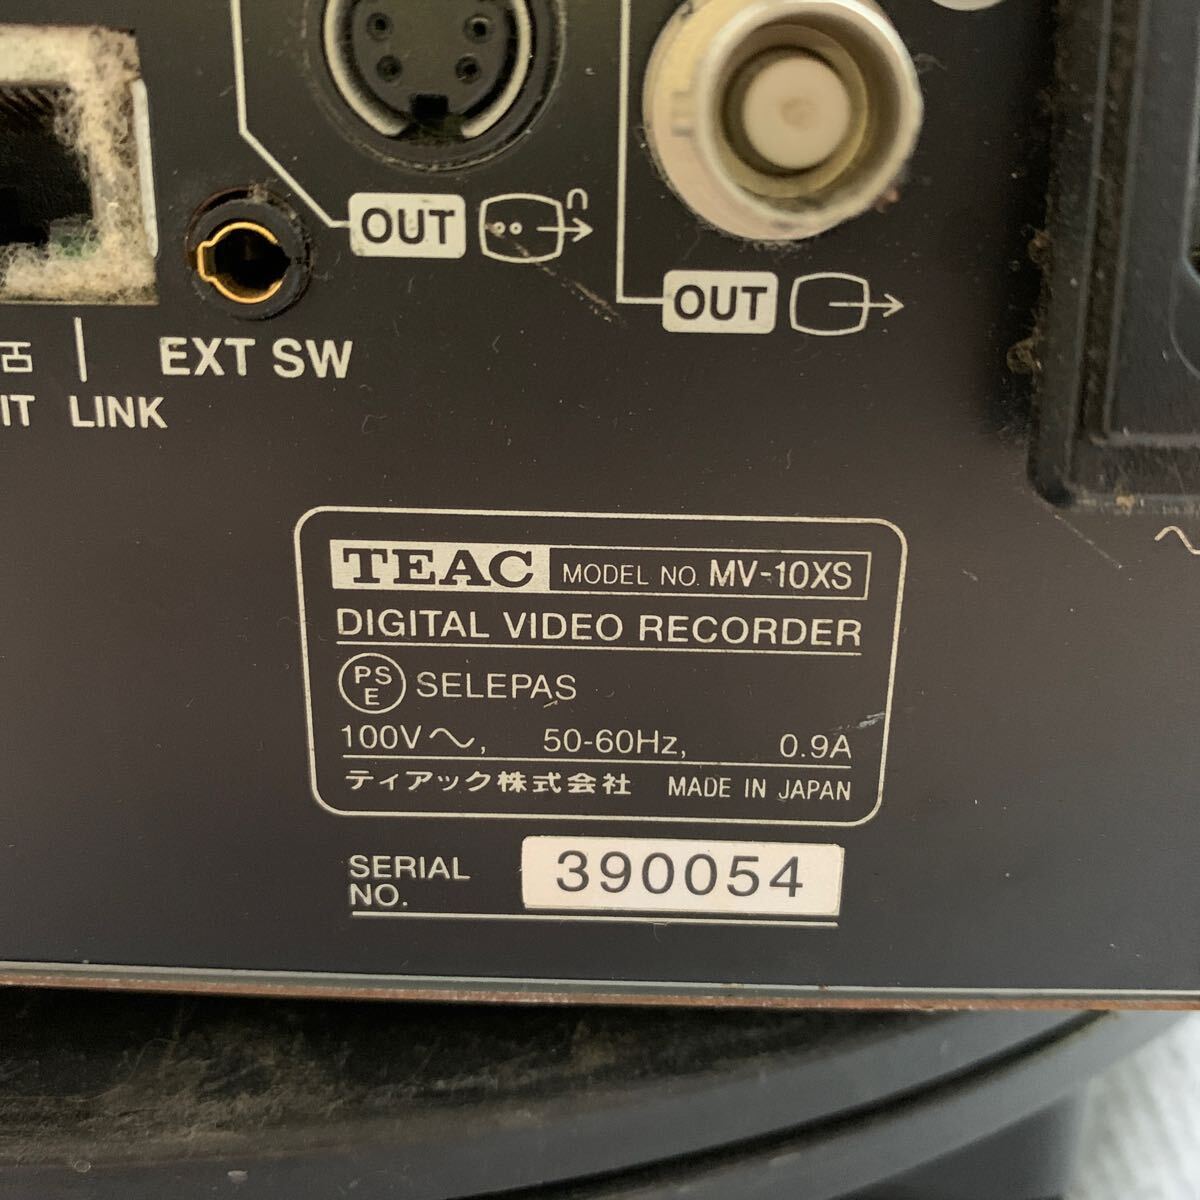 OUT
OUT
EXT SW
LINK
TEAC MODEL NO. MV-10XS
DIGITAL VIDEO RECORDER
PSE SELEPAS
100V～, 50-60Hz, 0.9A
ティアック株式会社 MADE IN JAPAN
SERIAL NO. 390054